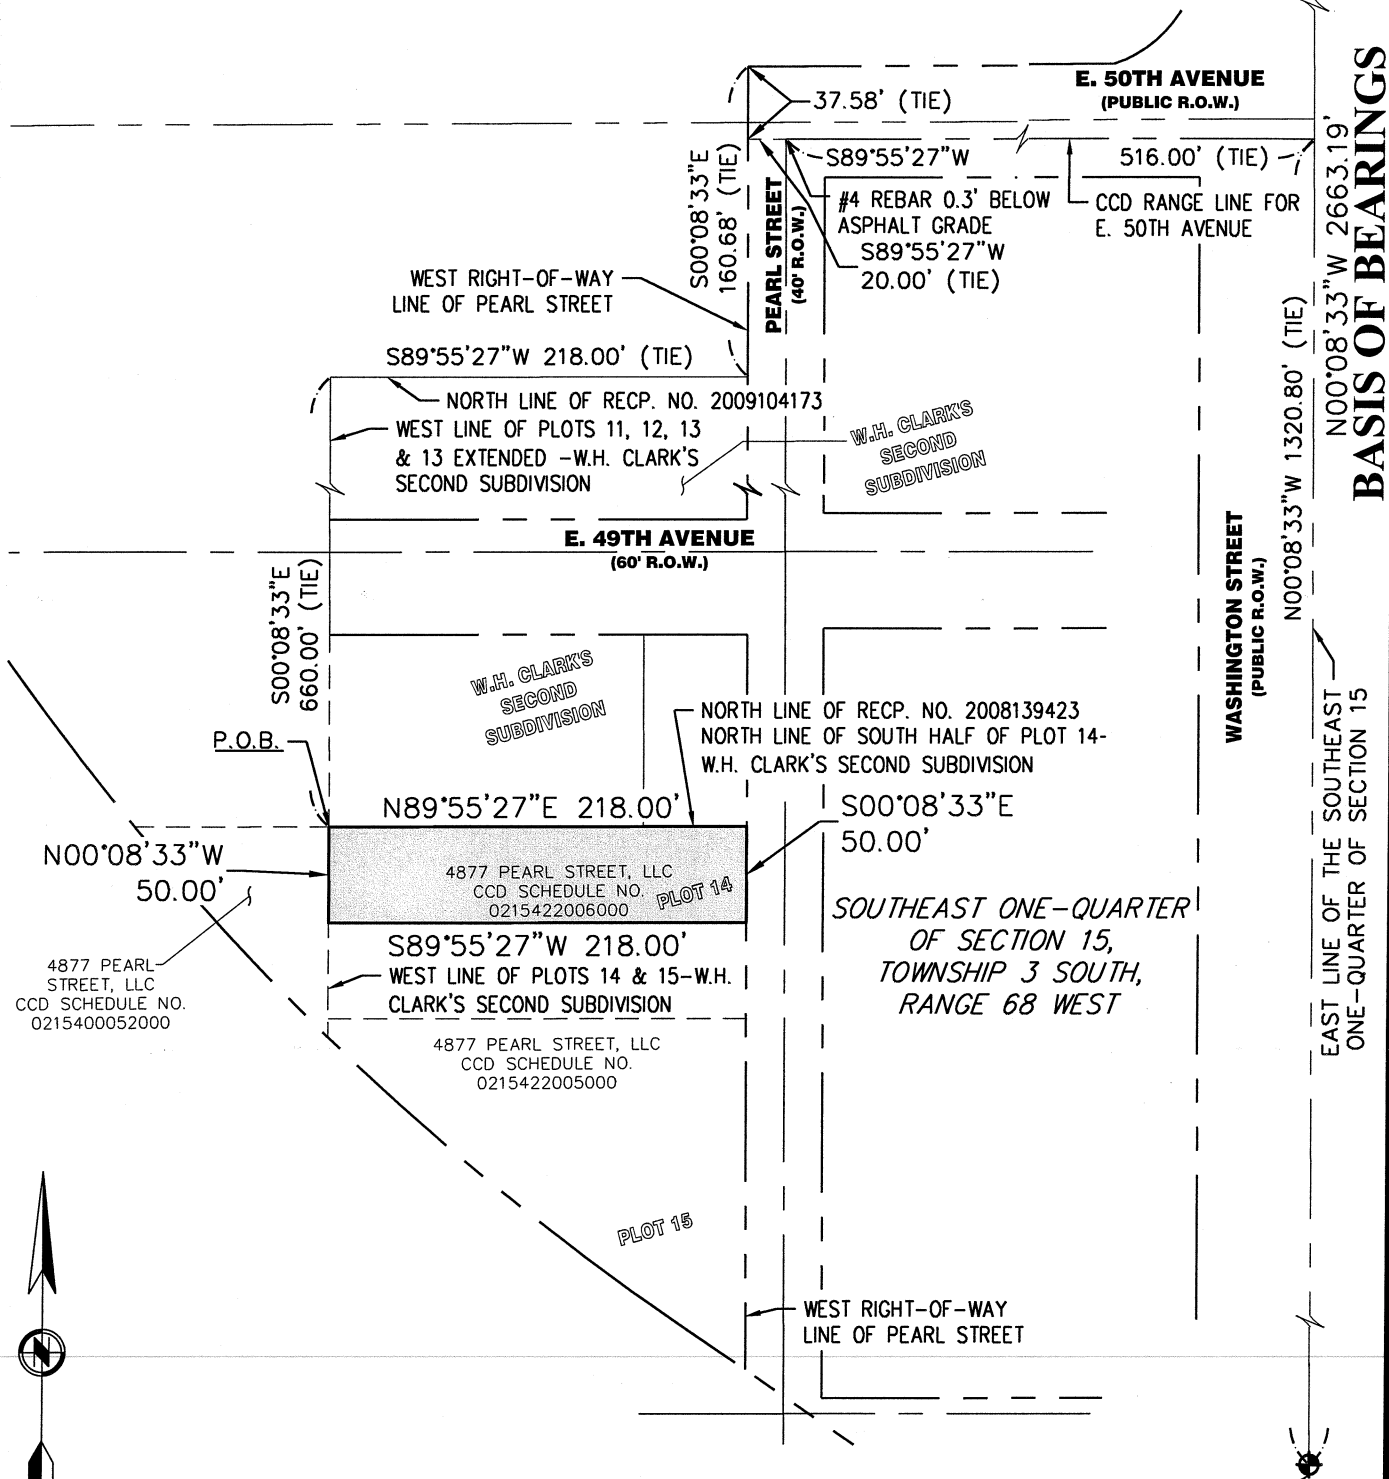 E. 50TH AVENUE
(PUBLIC R.O.W.)
37.58' (TIE)
S89°55'27"W
516.00' (TIE)
#4 REBAR 0.3' BELOW
ASPHALT GRADE
CCD RANGE LINE FOR
E. 50TH AVENUE
S89°55'27"W
20.00' (TIE)
S00°08'33"E
160.68' (TIE)
PEARL STREET
(40' R.O.W.)
N00°08'33"W 2663.19'
BASIS OF BEARINGS
WEST RIGHT-OF-WAY
LINE OF PEARL STREET
S89°55'27"W 218.00' (TIE)
NORTH LINE OF RECP. NO. 2009104173
WEST LINE OF PLOTS 11, 12, 13
& 13 EXTENDED -W.H. CLARK'S
SECOND SUBDIVISION
W.H. CLARK'S
SECOND
SUBDIVISION
N00°08'33"W 1320.80' (TIE)
E. 49TH AVENUE
(60' R.O.W.)
S00°08'33"E
660.00' (TIE)
WASHINGTON STREET
(PUBLIC R.O.W.)
W.H. CLARK'S
SECOND
SUBDIVISION
NORTH LINE OF RECP. NO. 2008139423
NORTH LINE OF SOUTH HALF OF PLOT 14-
W.H. CLARK'S SECOND SUBDIVISION
P.O.B.
N89°55'27"E 218.00'
S00°08'33"E
50.00'
N00°08'33"W
50.00'
4877 PEARL STREET, LLC
CCD SCHEDULE NO.
0215422006000
PLOT 14
S89°55'27"W 218.00'
WEST LINE OF PLOTS 14 & 15-W.H.
CLARK'S SECOND SUBDIVISION
SOUTHEAST ONE-QUARTER
OF SECTION 15,
TOWNSHIP 3 SOUTH,
RANGE 68 WEST
EAST LINE OF THE SOUTHEAST
ONE-QUARTER OF SECTION 15
4877 PEARL
STREET, LLC
CCD SCHEDULE NO.
0215400052000
4877 PEARL STREET, LLC
CCD SCHEDULE NO.
0215422005000
PLOT 15
WEST RIGHT-OF-WAY
LINE OF PEARL STREET
N